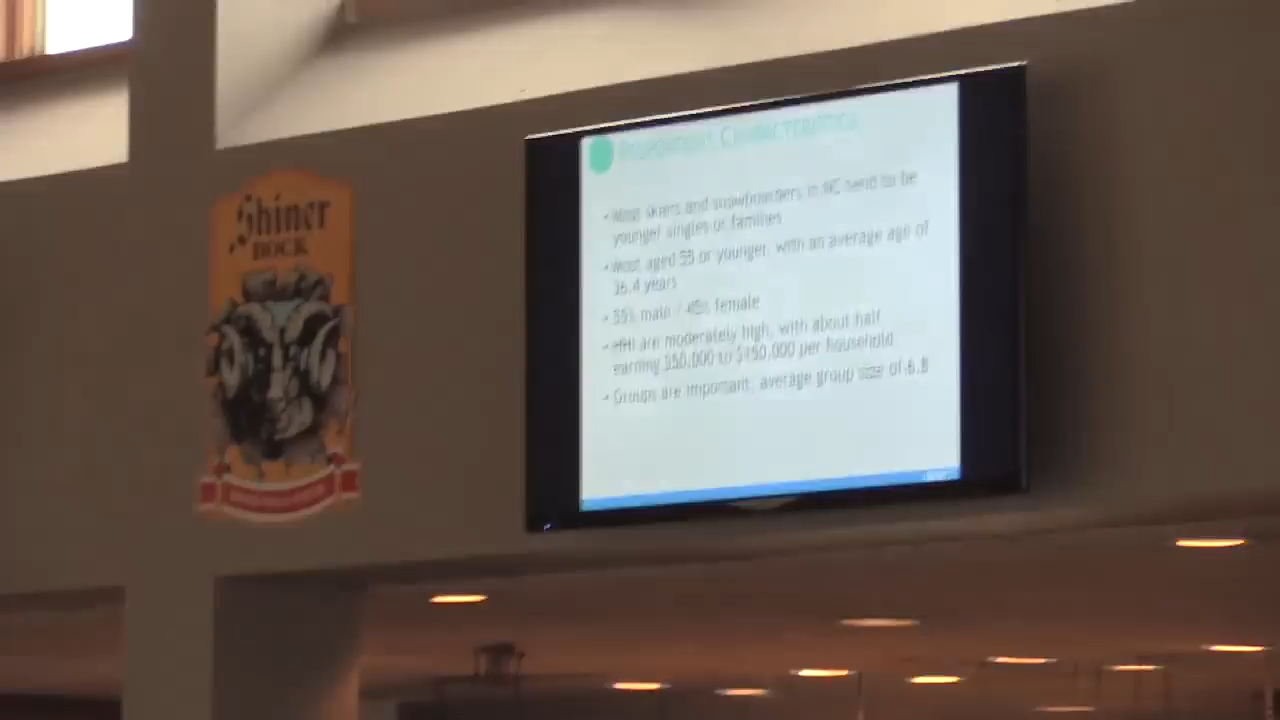 Shiner
BOCK
Characteristics
• Most skiers and snowboarders in NC tend to be
younger singles or families
• Most aged 55 or younger, with an average age of
36.4 years
• 55% male / 45% female
• HHI are moderately high, with about half
earning $50,000 to $150,000 per household
• Groups are important; average group size of 6.8